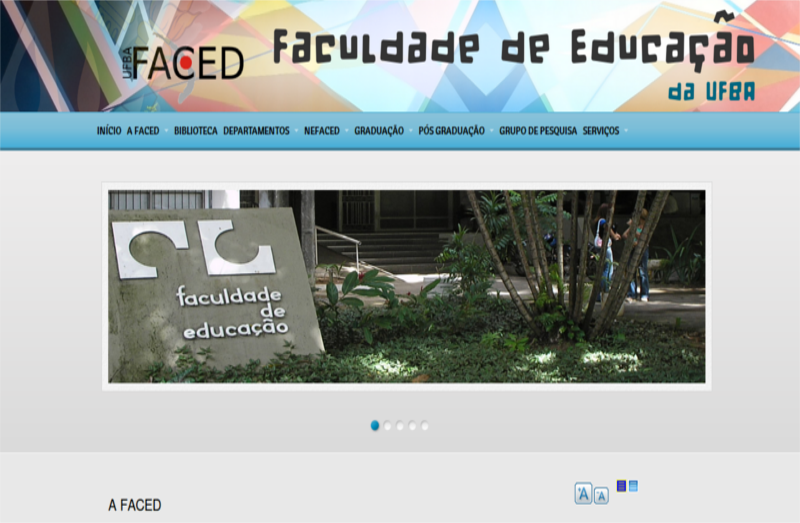 UFBA FACED
Faculdade de Educação
da UFBA
INÍCIO A FACED BIBLIOTECA DEPARTAMENTOS NEFACED GRADUAÇÃO PÓS GRADUAÇÃO GRUPO DE PESQUISA SERVIÇOS
faculdade
de
educação
A FACED
A A